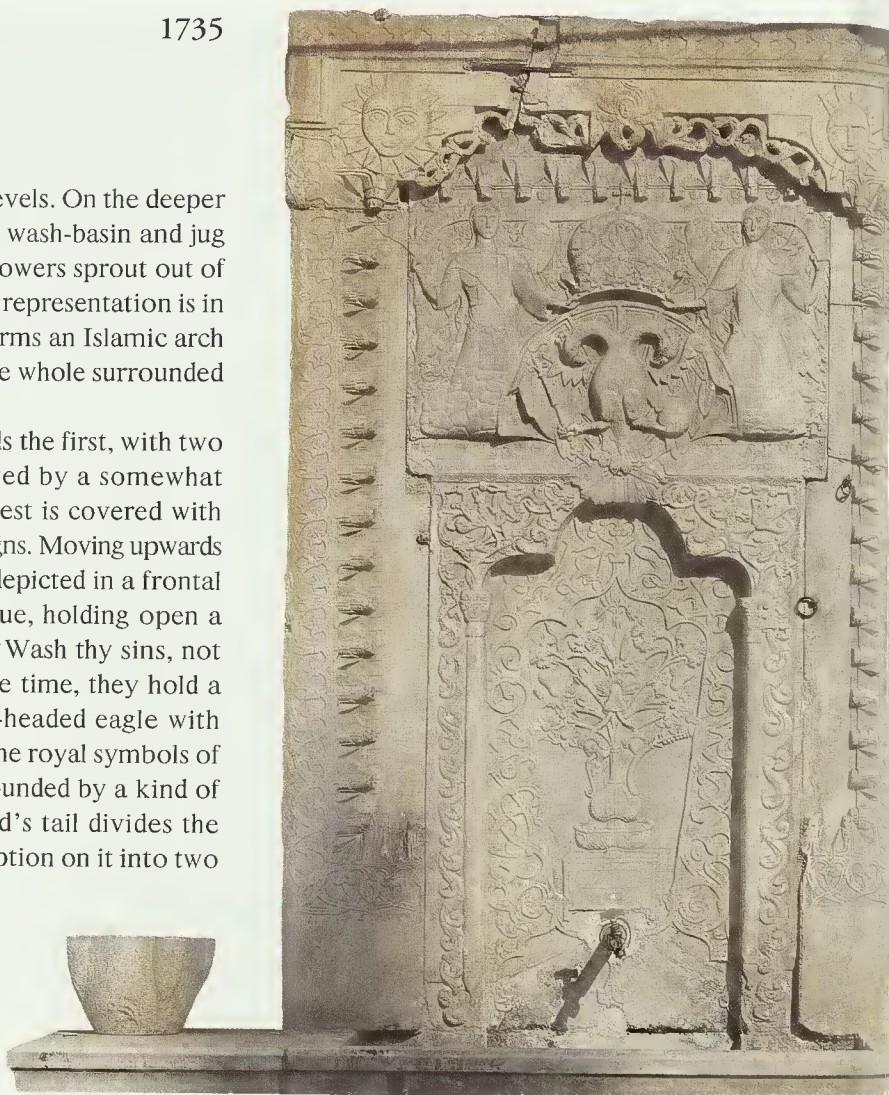 1735
evels. On the deeper
wash-basin and jug
owers sprout out of
representation is in
rms an Islamic arch
e whole surrounded
ls the first, with two
ed by a somewhat
est is covered with
gns. Moving upwards
depicted in a frontal
ue, holding open a
Wash thy sins, not
e time, they hold a
-headed eagle with
he royal symbols of
unded by a kind of
d's tail divides the
ption on it into two